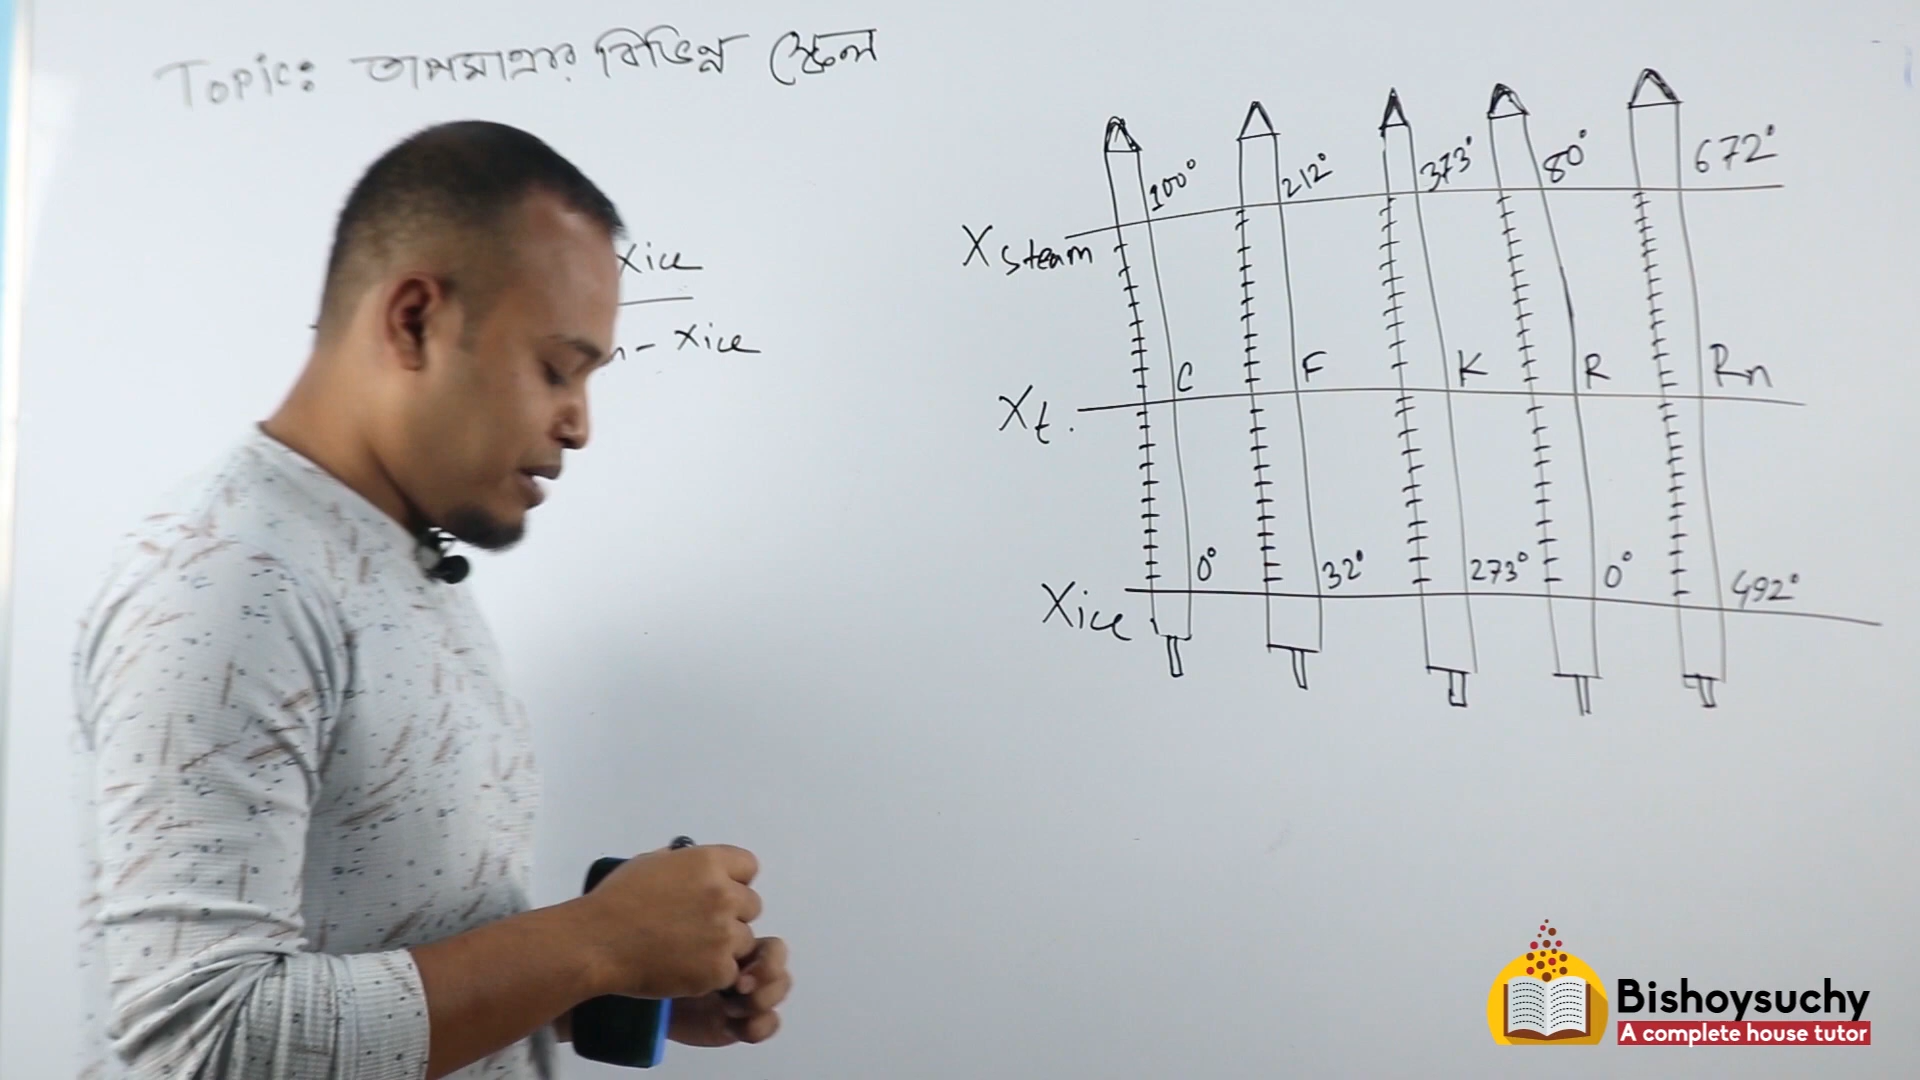 Topic: তাপমাত্রার বিভিন্ন স্কেল
Xice
n - Xice
100° 212° 373° 80° 672°
Xsteam
C F K R Rn
Xt.
0° 32° 273° 0° 492°
Xice
Bishoysuchy
A complete house tutor